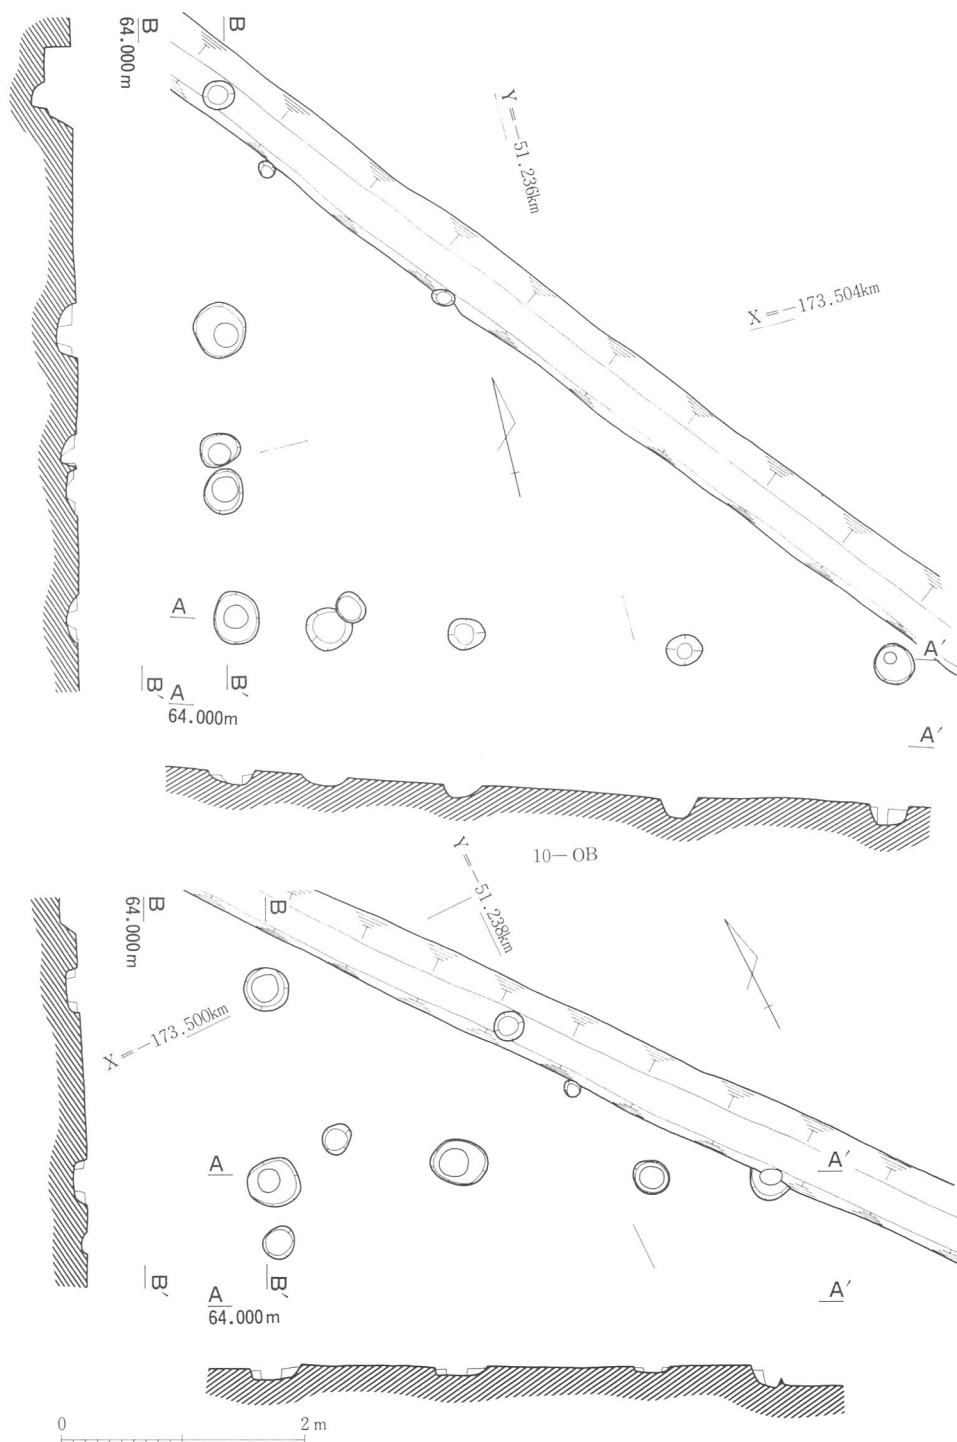 B
64.000m
B
Y=-51.236km
X=-173.504km
A
A′
B′
B′
A
64.000m
A′
10-OB
B
64.000m
B
Y=-51.238km
X=-173.500km
A
A′
B′
B′
A
64.000m
A′
0
2m